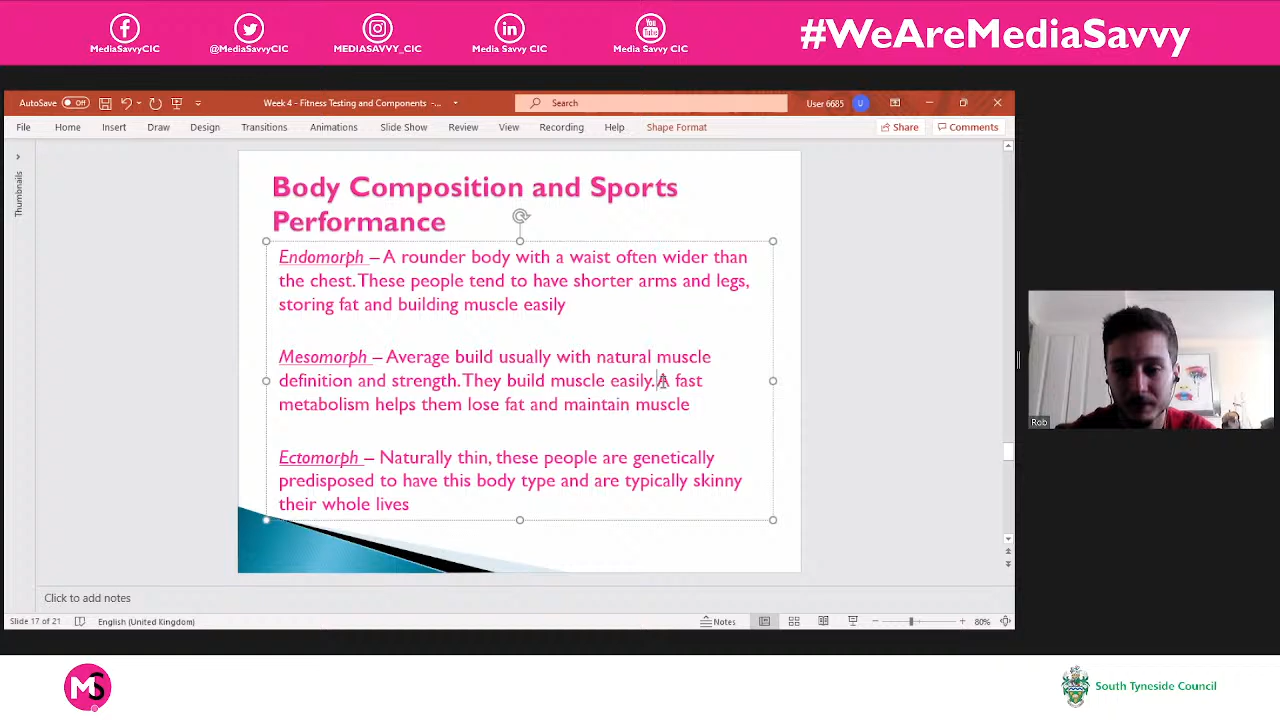 MediaSavvyCIC
@MediaSavvyCIC
MEDIASAVVY_CIC
Media Savvy CIC
You Tube
Media Savvy CIC
#WeAreMediaSavvy
AutoSave Off
Week 4 - Fitness Testing and Components -...
Search
User 6685
U
File Home Insert Draw Design Transitions Animations Slide Show Review View Recording Help Shape Format
Share
Comments
Thumbnails
Body Composition and Sports
Performance
Endomorph – A rounder body with a waist often wider than
the chest. These people tend to have shorter arms and legs,
storing fat and building muscle easily
Mesomorph – Average build usually with natural muscle
definition and strength. They build muscle easily. A fast
metabolism helps them lose fat and maintain muscle
Ectomorph – Naturally thin, these people are genetically
predisposed to have this body type and are typically skinny
their whole lives
Rob
Click to add notes
Slide 17 of 21
English (United Kingdom)
Notes
80%
MS
South Tyneside Council